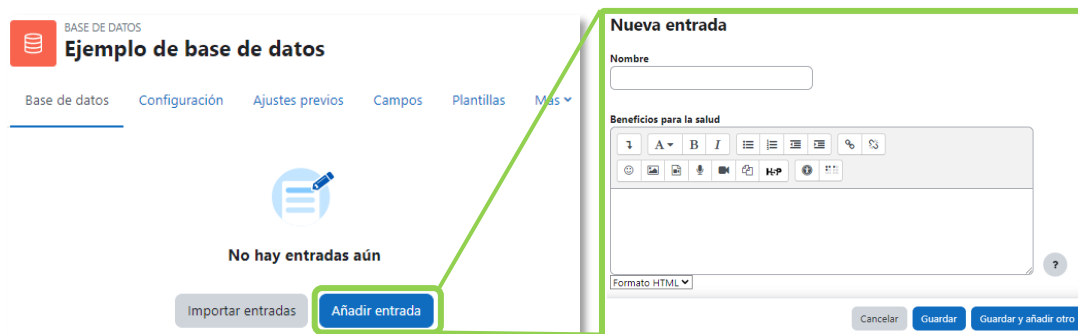 BASE DE DATOS
Ejemplo de base de datos
Base de datos Configuración Ajustes previos Campos Plantillas Más
No hay entradas aún
Importar entradas Añadir entrada
Nueva entrada
Nombre
Beneficios para la salud
A B I
H-P
?
Formato HTML
Cancelar Guardar Guardar y añadir otro